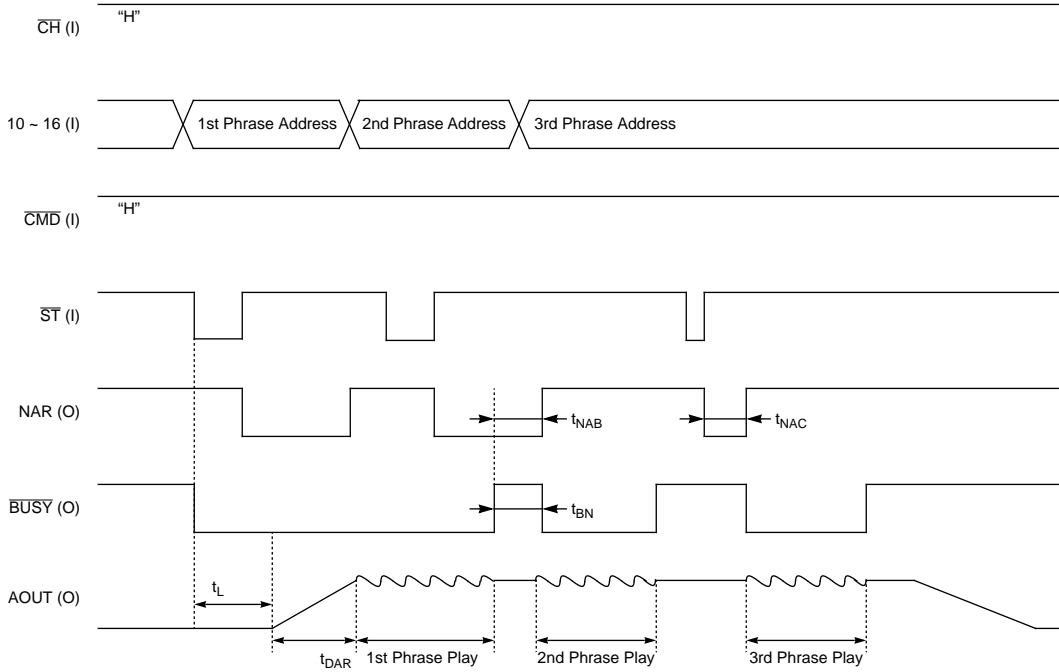 CH (I)
“H”
10 ~ 16 (I)
1st Phrase Address
2nd Phrase Address
3rd Phrase Address
CMD (I)
“H”
ST (I)
NAR (O)
tNAB
tNAC
BUSY (O)
tBN
AOUT (O)
tL
tDAR
1st Phrase Play
2nd Phrase Play
3rd Phrase Play